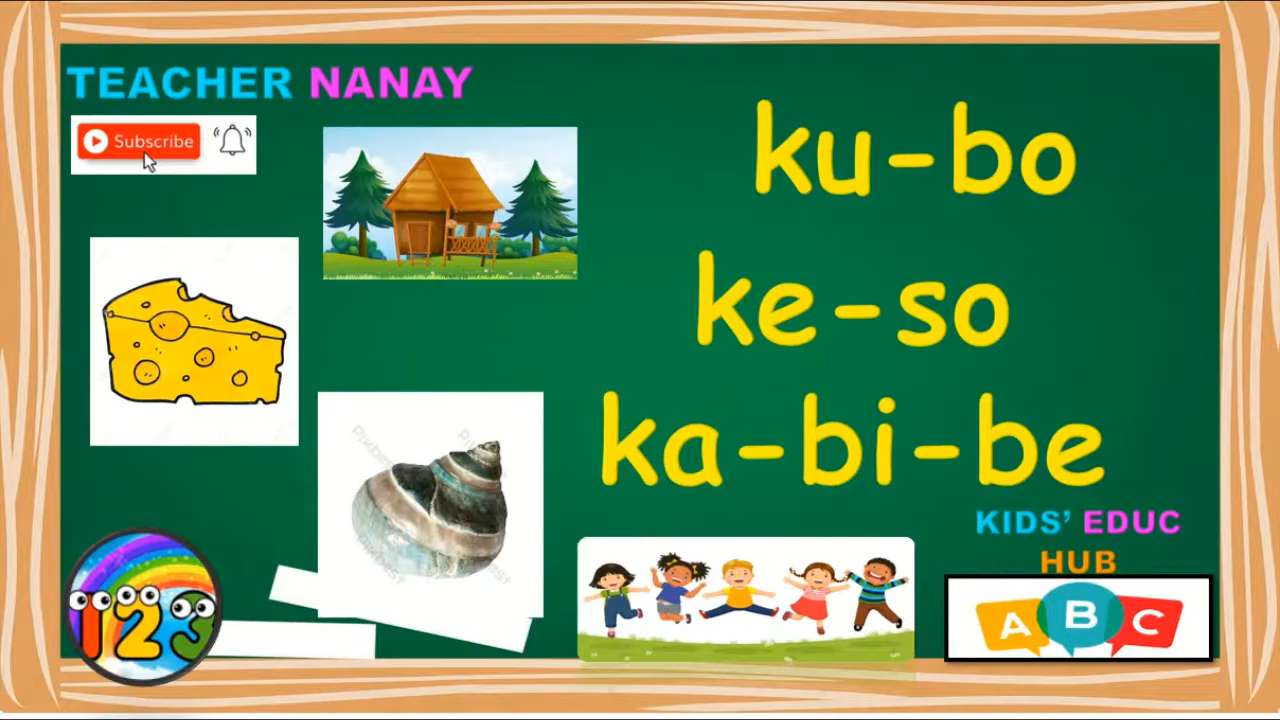 TEACHER NANAY
Subscribe
ku-bo
ke-so
ka-bi-be
KIDS' EDUC
HUB
123
A B C